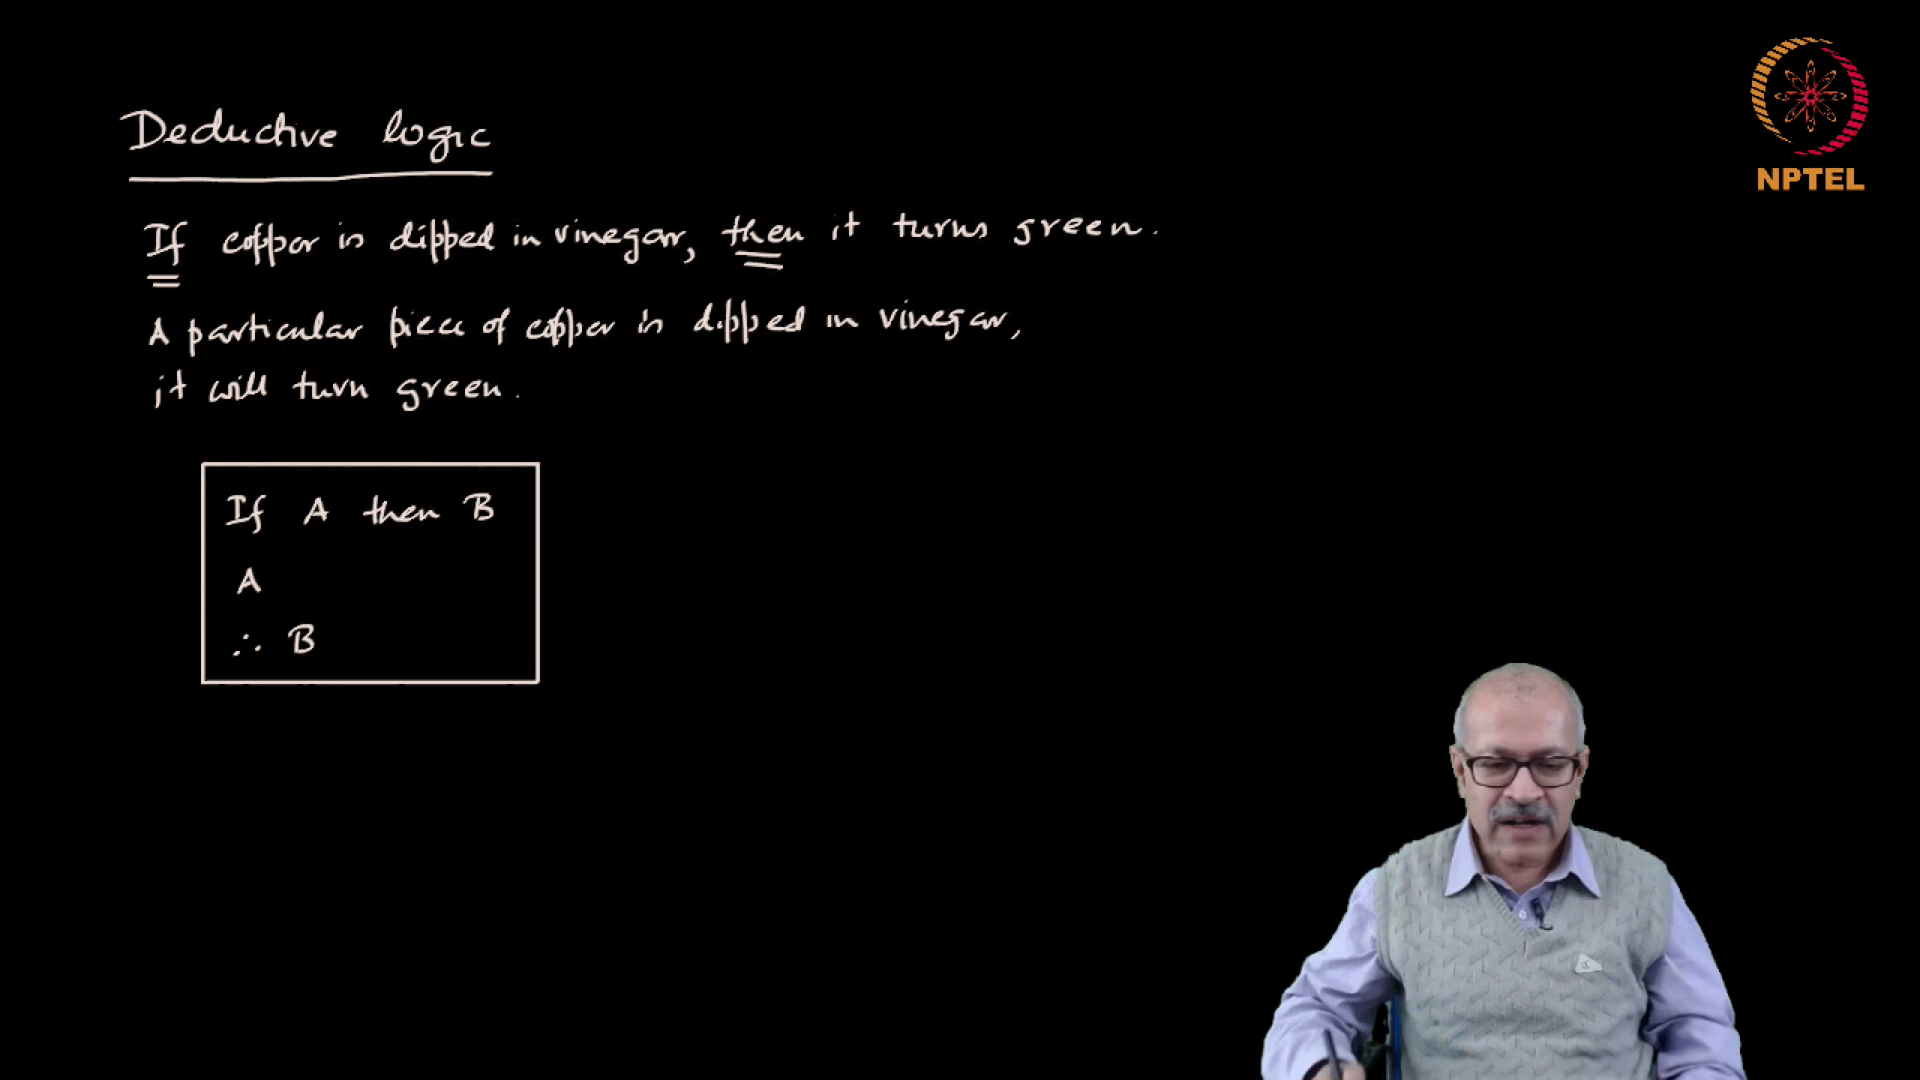 Deductive logic
If copper is dipped in vinegar, then it turns green.
A particular piece of copper is dipped in vinegar,
it will turn green.
If A then B
A
∴ B
NPTEL